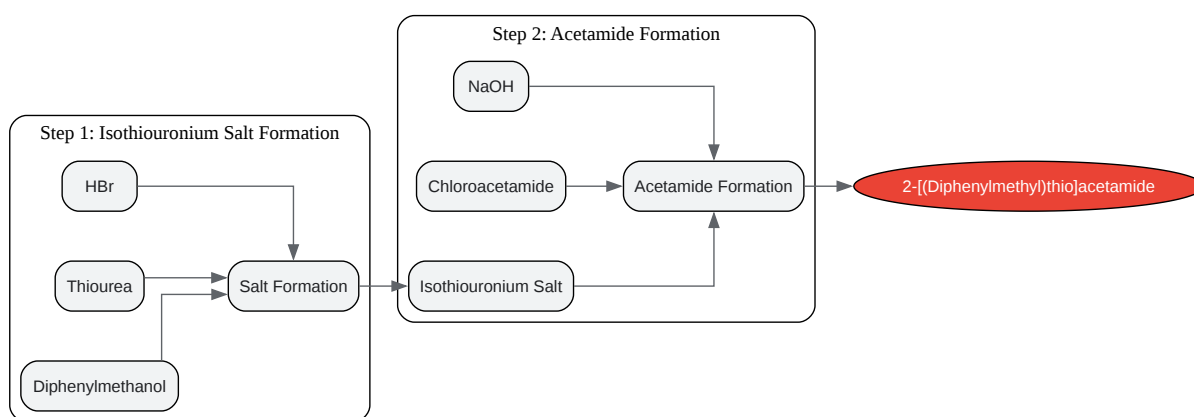 Step 1: Isothiouronium Salt Formation
HBr
Thiourea
Salt Formation
Diphenylmethanol
Step 2: Acetamide Formation
NaOH
Chloroacetamide
Acetamide Formation
Isothiouronium Salt
2-[(Diphenylmethyl)thio]acetamide